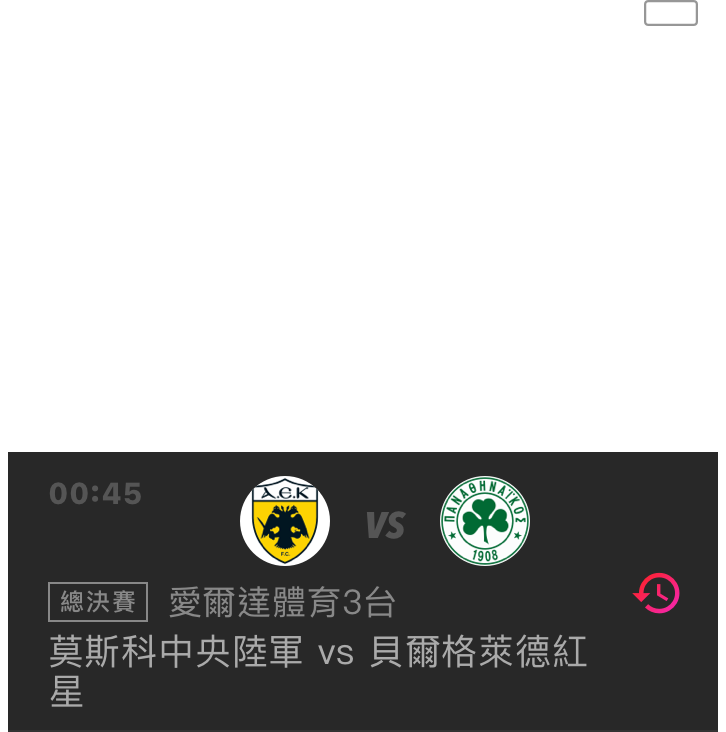 00:45
A.E.K
F.C.
VS
ΠΑΝΑΘΗΝΑΪΚΟΣ
1908
總決賽 愛爾達體育3台
莫斯科中央陸軍 vs 貝爾格萊德紅
星